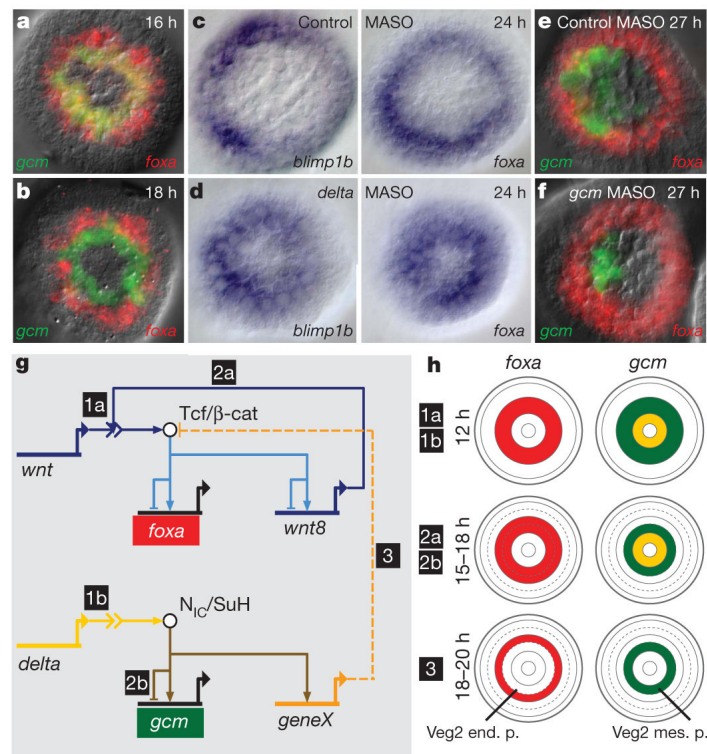 a 16 h
gcm foxa
b 18 h
gcm foxa
c Control
blimp1b
MASO 24 h
foxa
d delta
blimp1b
MASO 24 h
foxa
e Control MASO 27 h
gcm foxa
f gcm MASO 27 h
gcm foxa
g
2a
1a
Tcf/β-cat
wnt
foxa
wnt8
3
1b
NIC/SuH
delta
2b
gcm
geneX
h foxa gcm
1a
1b
12 h
2a
2b
15–18 h
3
18–20 h
Veg2 end. p. Veg2 mes. p.